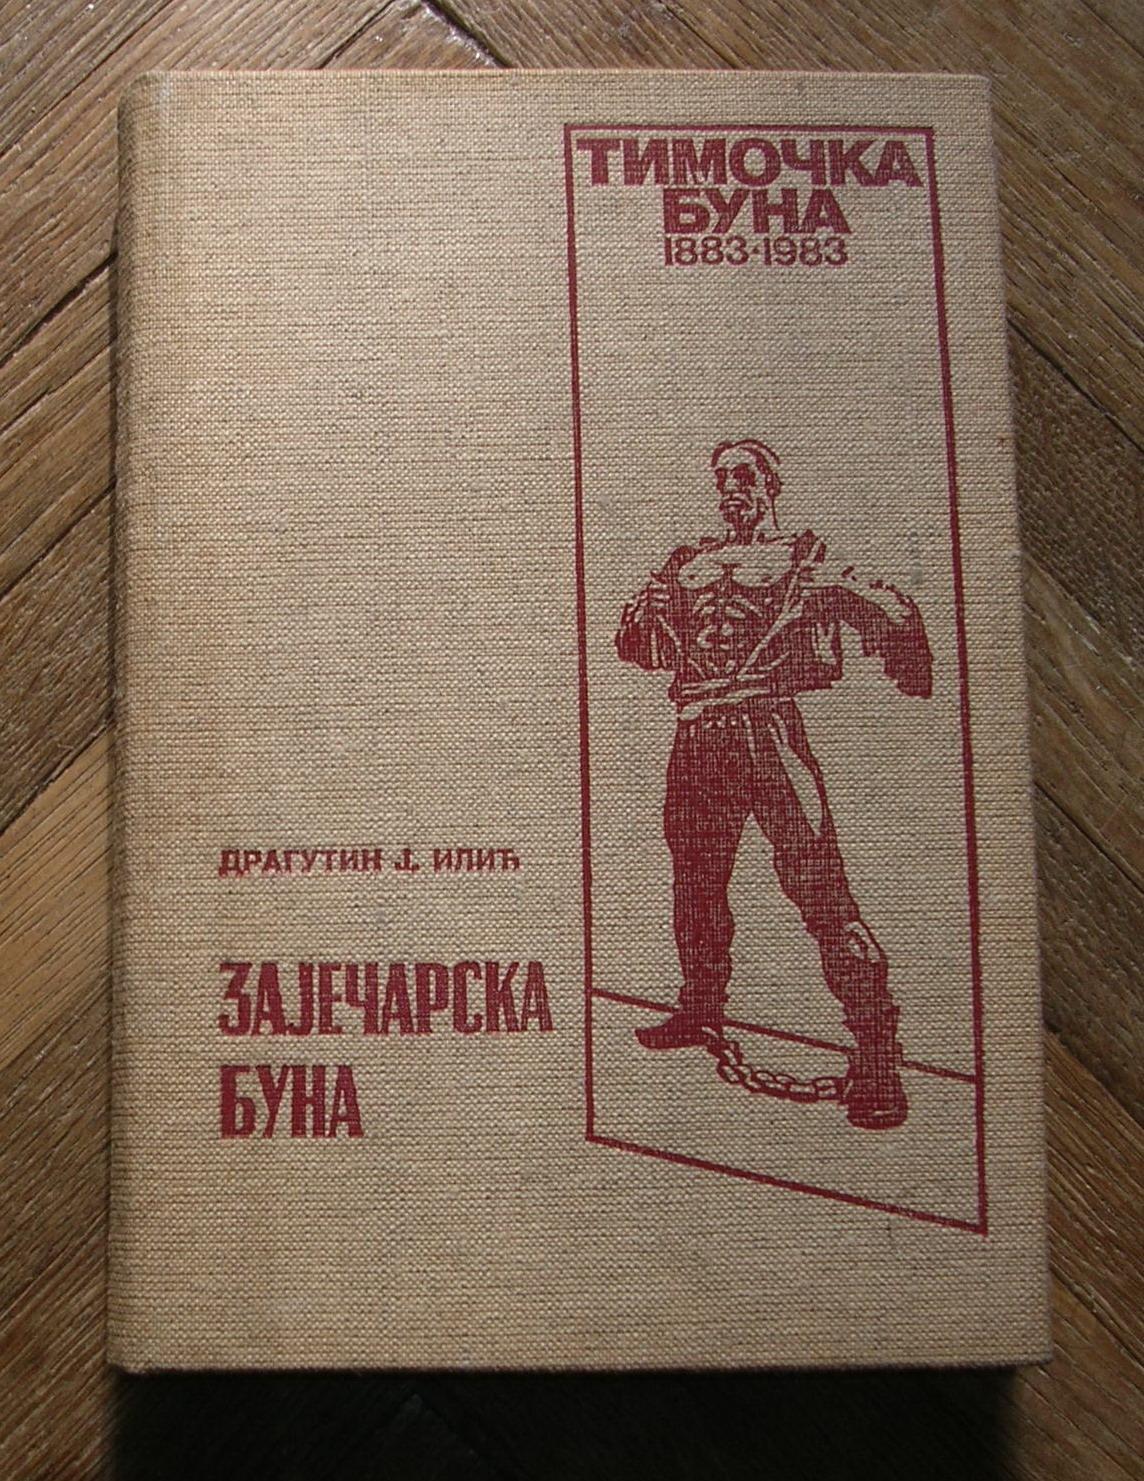 ТИМОЧКА
БУНА
1883·1983
ДРАГУТИН Ј. ИЛИЋ
ЗАЈЕЧАРСКА
БУНА